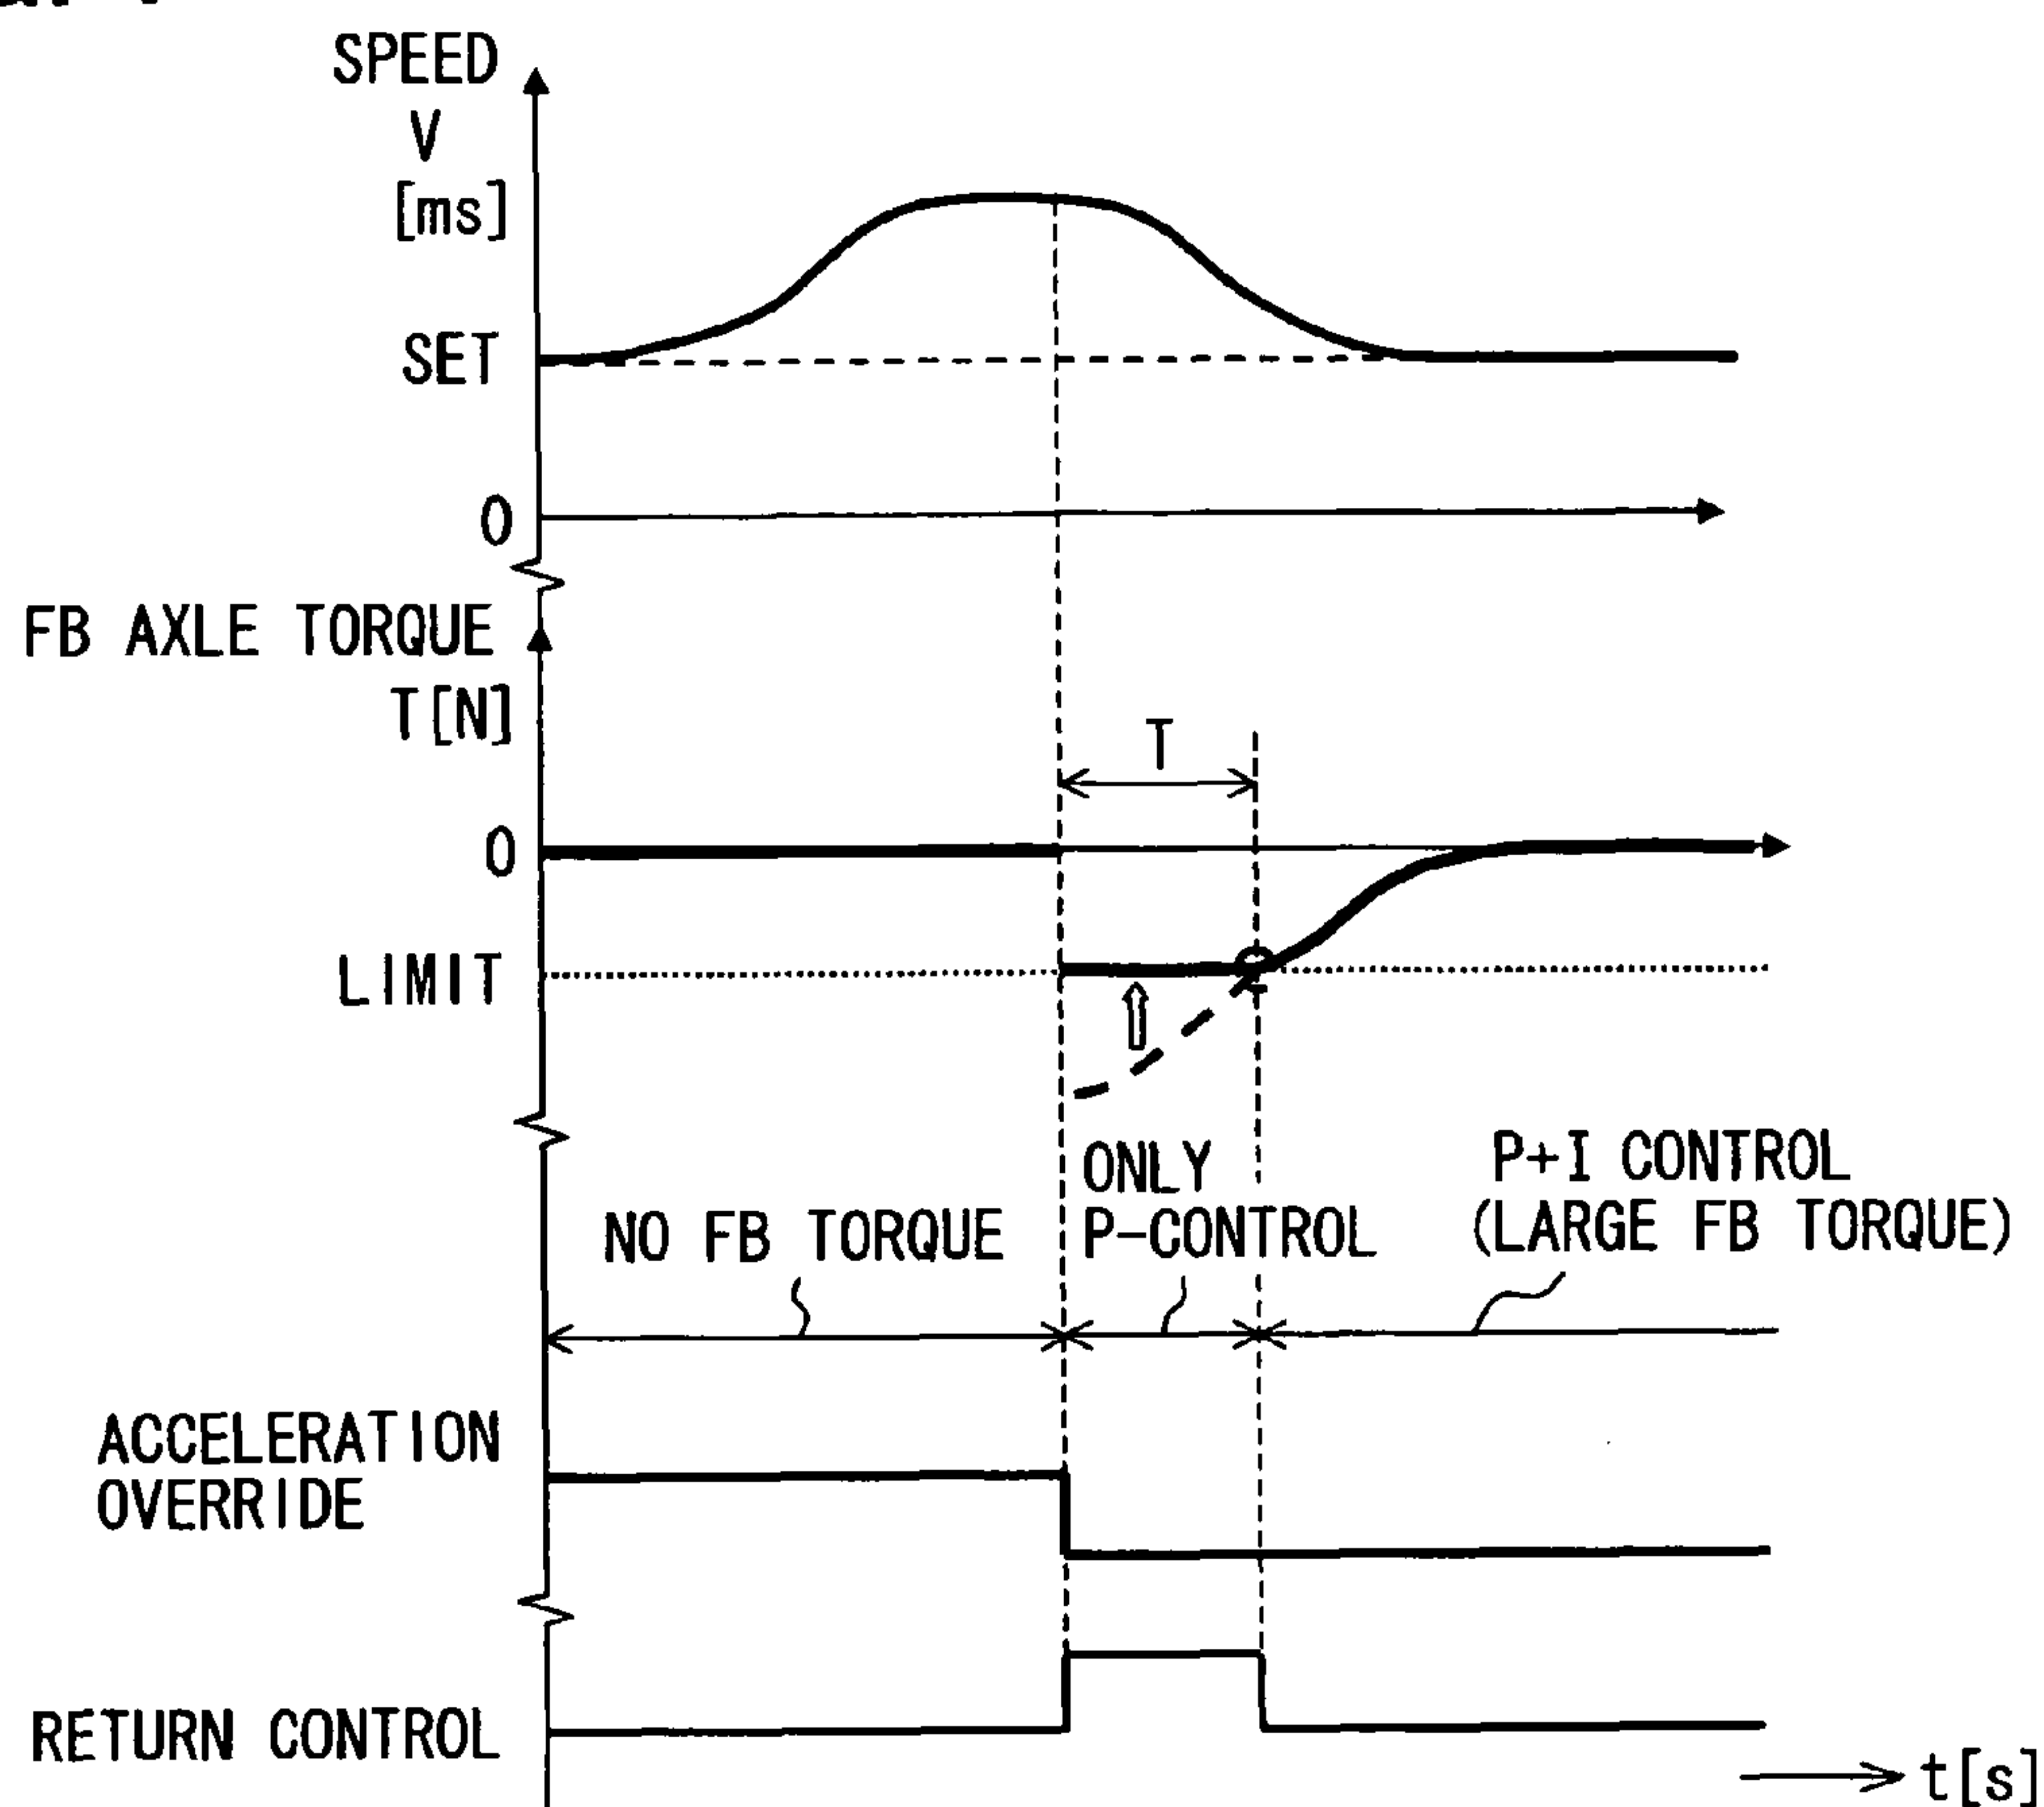 SPEED
V
[ms]
SET
0
FB AXLE TORQUE
T[N]
T
0
LIMIT
ONLY
P-CONTROL
P+I CONTROL
(LARGE FB TORQUE)
NO FB TORQUE
ACCELERATION
OVERRIDE
RETURN CONTROL
t[s]